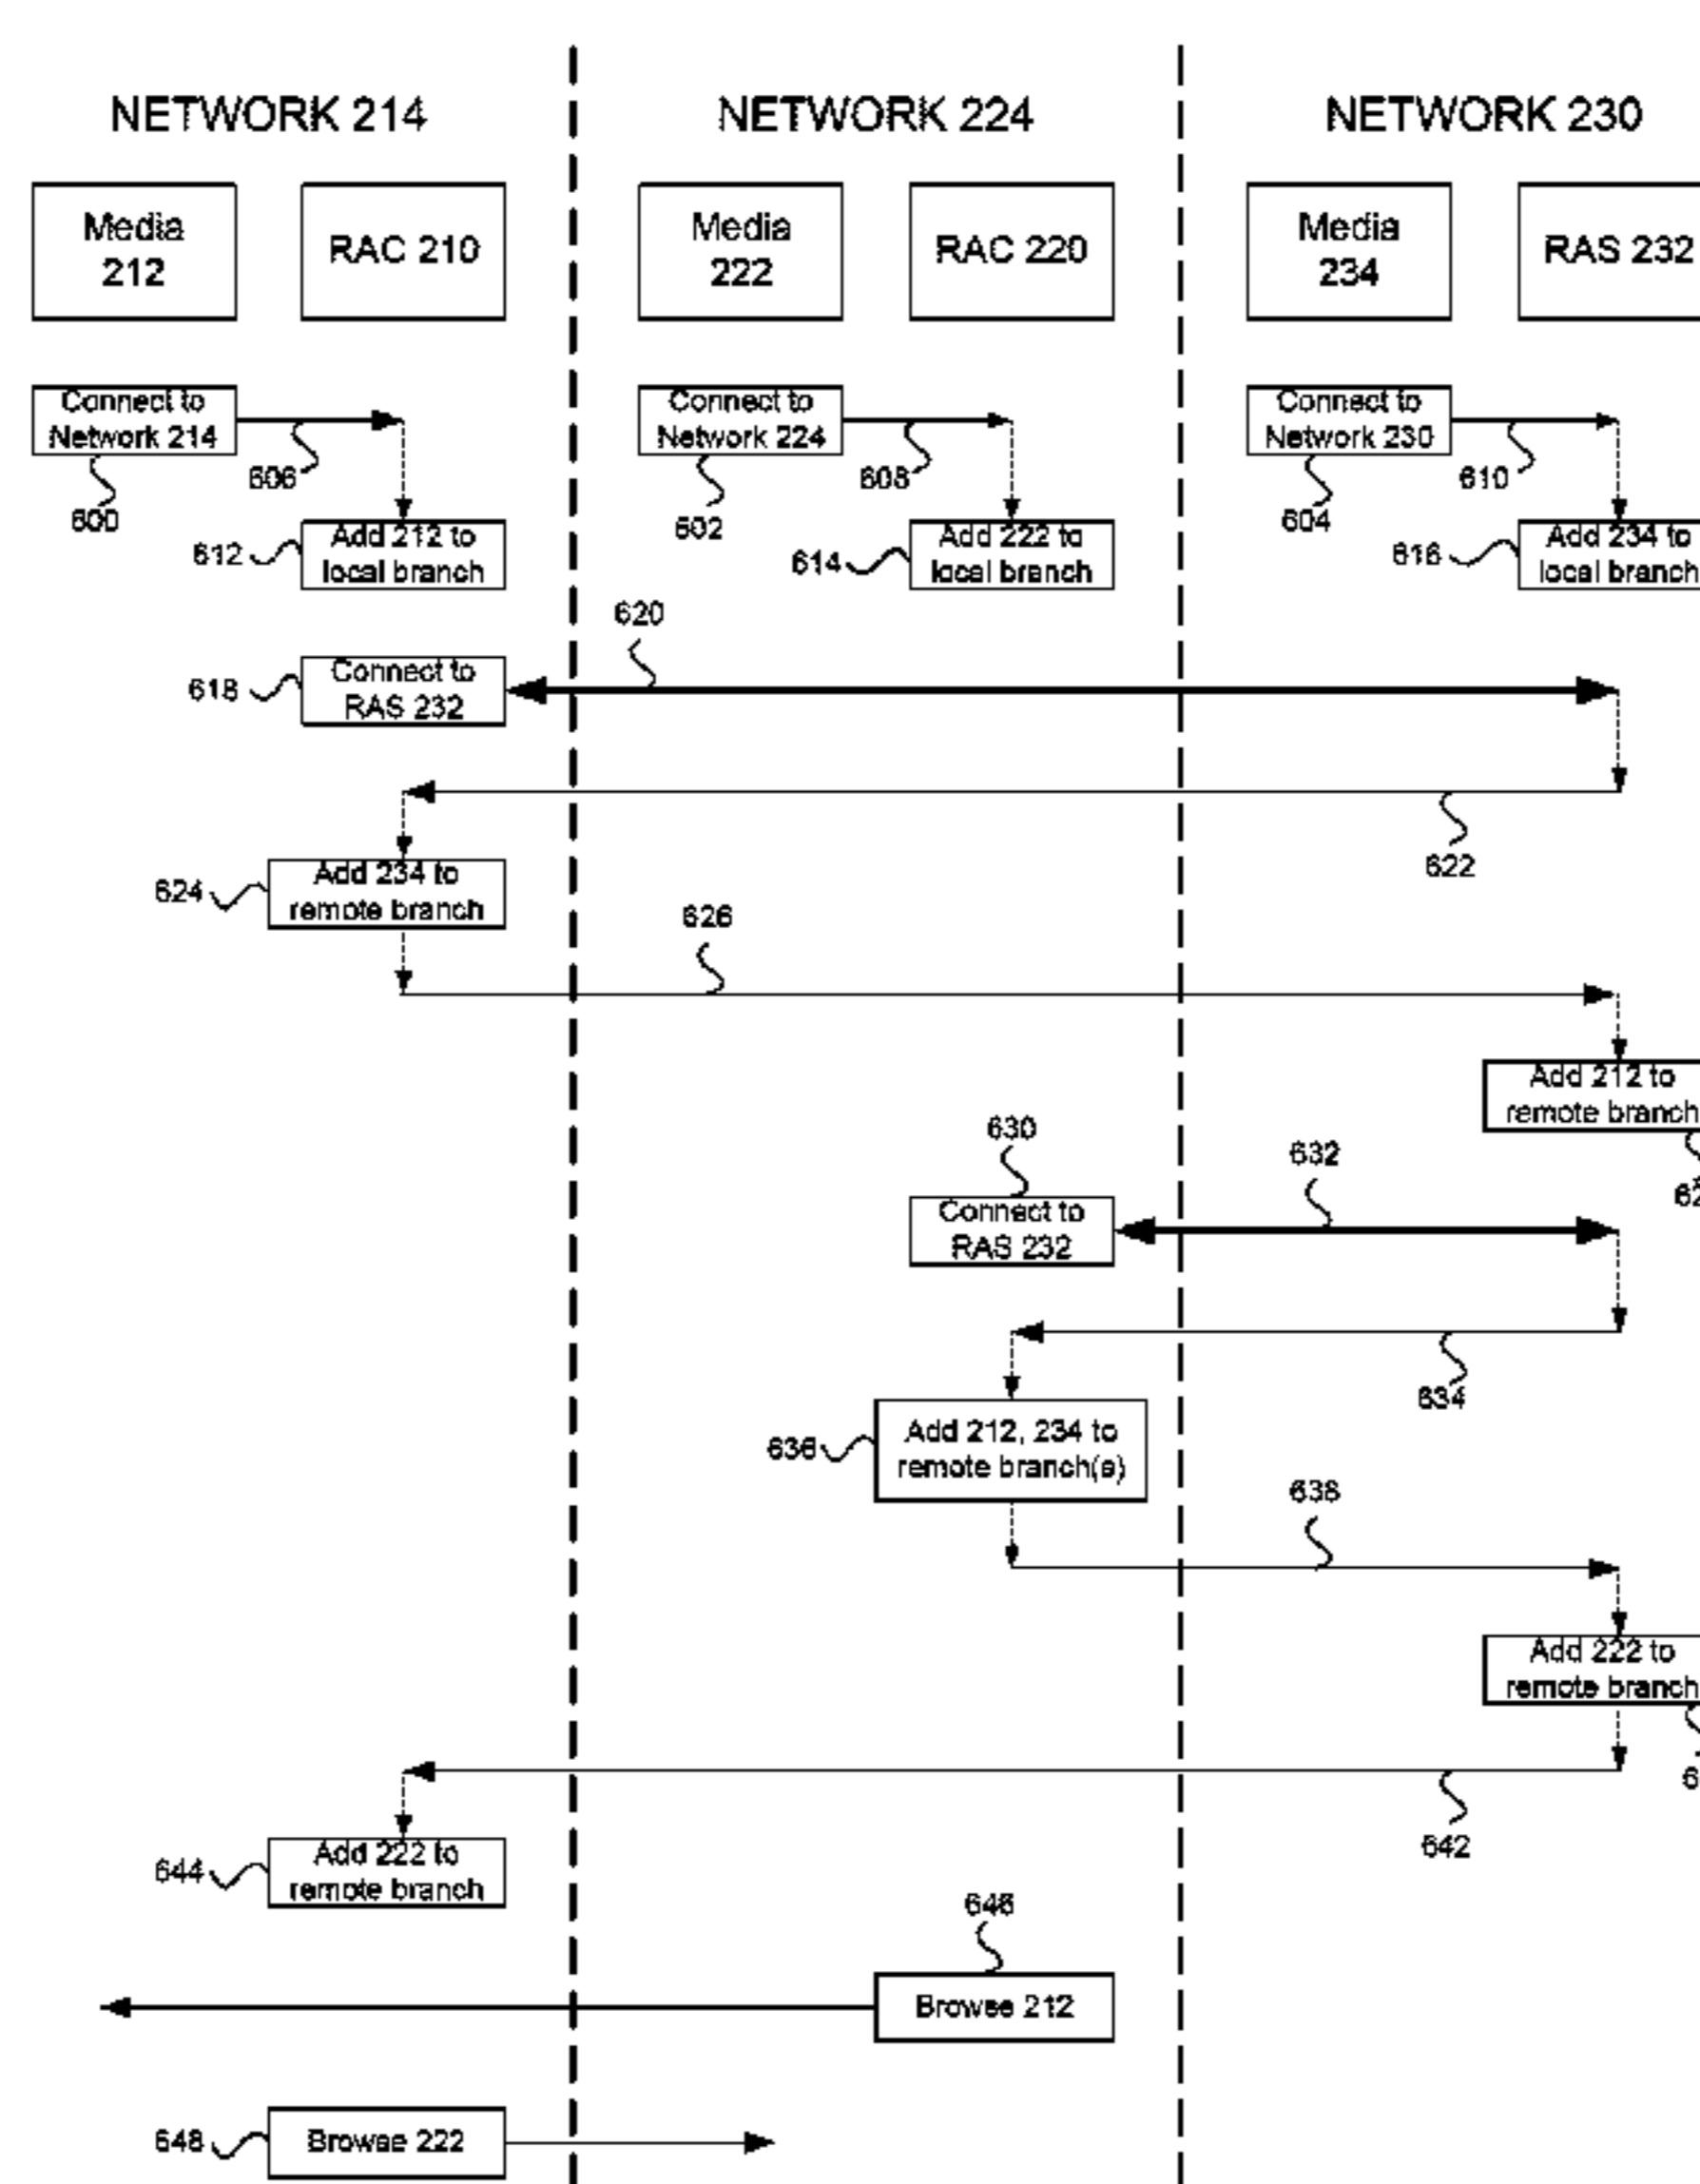 NETWORK 214 NETWORK 224 NETWORK 230
Media
212
RAC 210
Media
222
RAC 220
Media
234
RAS 232
Connect to
Network 214
606
600
Connect to
Network 224
608
602
Connect to
Network 230
610
604
612
Add 212 to
local branch
614
Add 222 to
local branch
616
Add 234 to
local branch
620
618
Connect to
RAS 232
622
624
Add 234 to
remote branch
626
Add 212 to
remote branch
630
632
Connect to
RAS 232
634
636
Add 212, 234 to
remote branch(s)
638
Add 222 to
remote branch
642
644
Add 222 to
remote branch
646
Browse 212
648
Browse 222